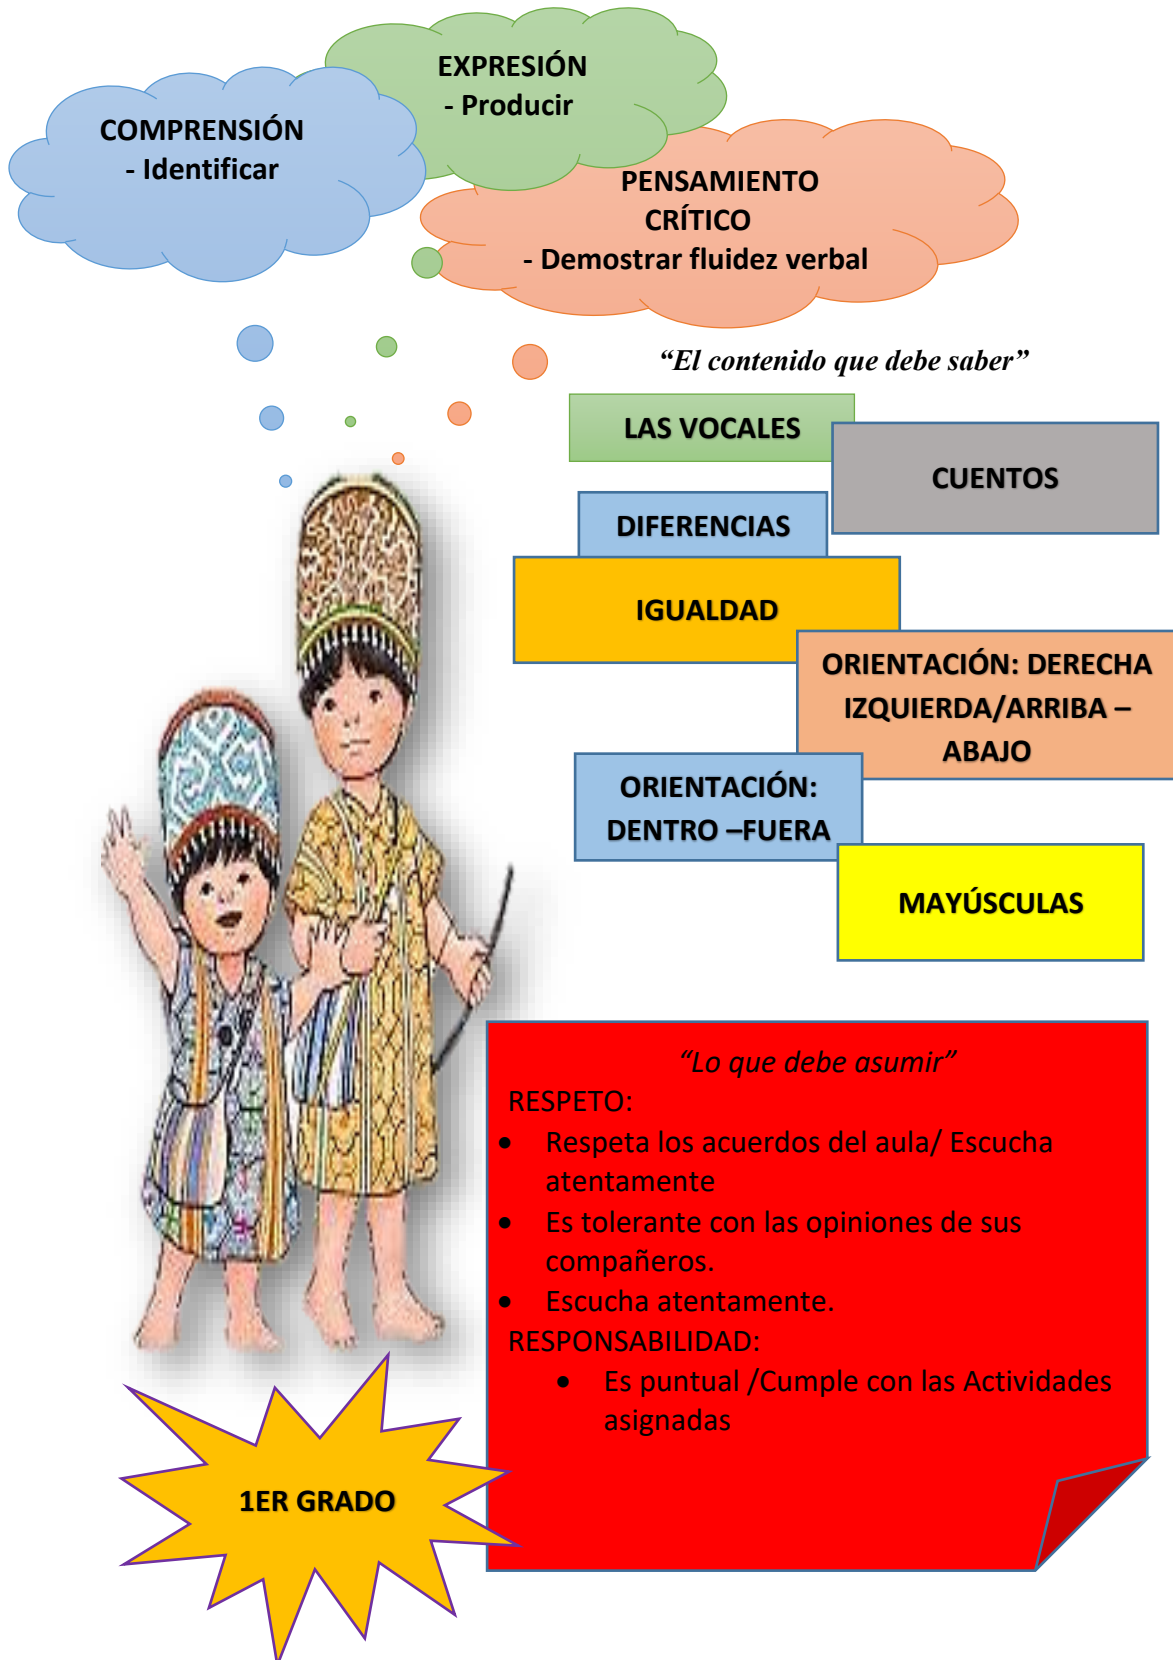 EXPRESIÓN
- Producir
COMPRENSIÓN
- Identificar
PENSAMIENTO
CRÍTICO
- Demostrar fluidez verbal
“El contenido que debe saber”
LAS VOCALES
CUENTOS
DIFERENCIAS
IGUALDAD
ORIENTACIÓN: DERECHA
IZQUIERDA/ARRIBA –
ABAJO
ORIENTACIÓN:
DENTRO –FUERA
MAYÚSCULAS
“Lo que debe asumir”
RESPETO:
• Respeta los acuerdos del aula/ Escucha
atentamente
• Es tolerante con las opiniones de sus
compañeros.
• Escucha atentamente.
RESPONSABILIDAD:
• Es puntual /Cumple con las Actividades
asignadas
1ER GRADO